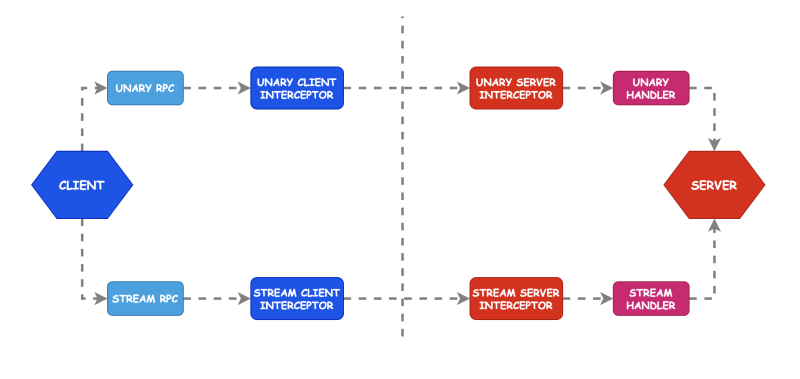 UNARY RPC
UNARY CLIENT
INTERCEPTOR
UNARY SERVER
INTERCEPTOR
UNARY
HANDLER
CLIENT
SERVER
STREAM RPC
STREAM CLIENT
INTERCEPTOR
STREAM SERVER
INTERCEPTOR
STREAM
HANDLER